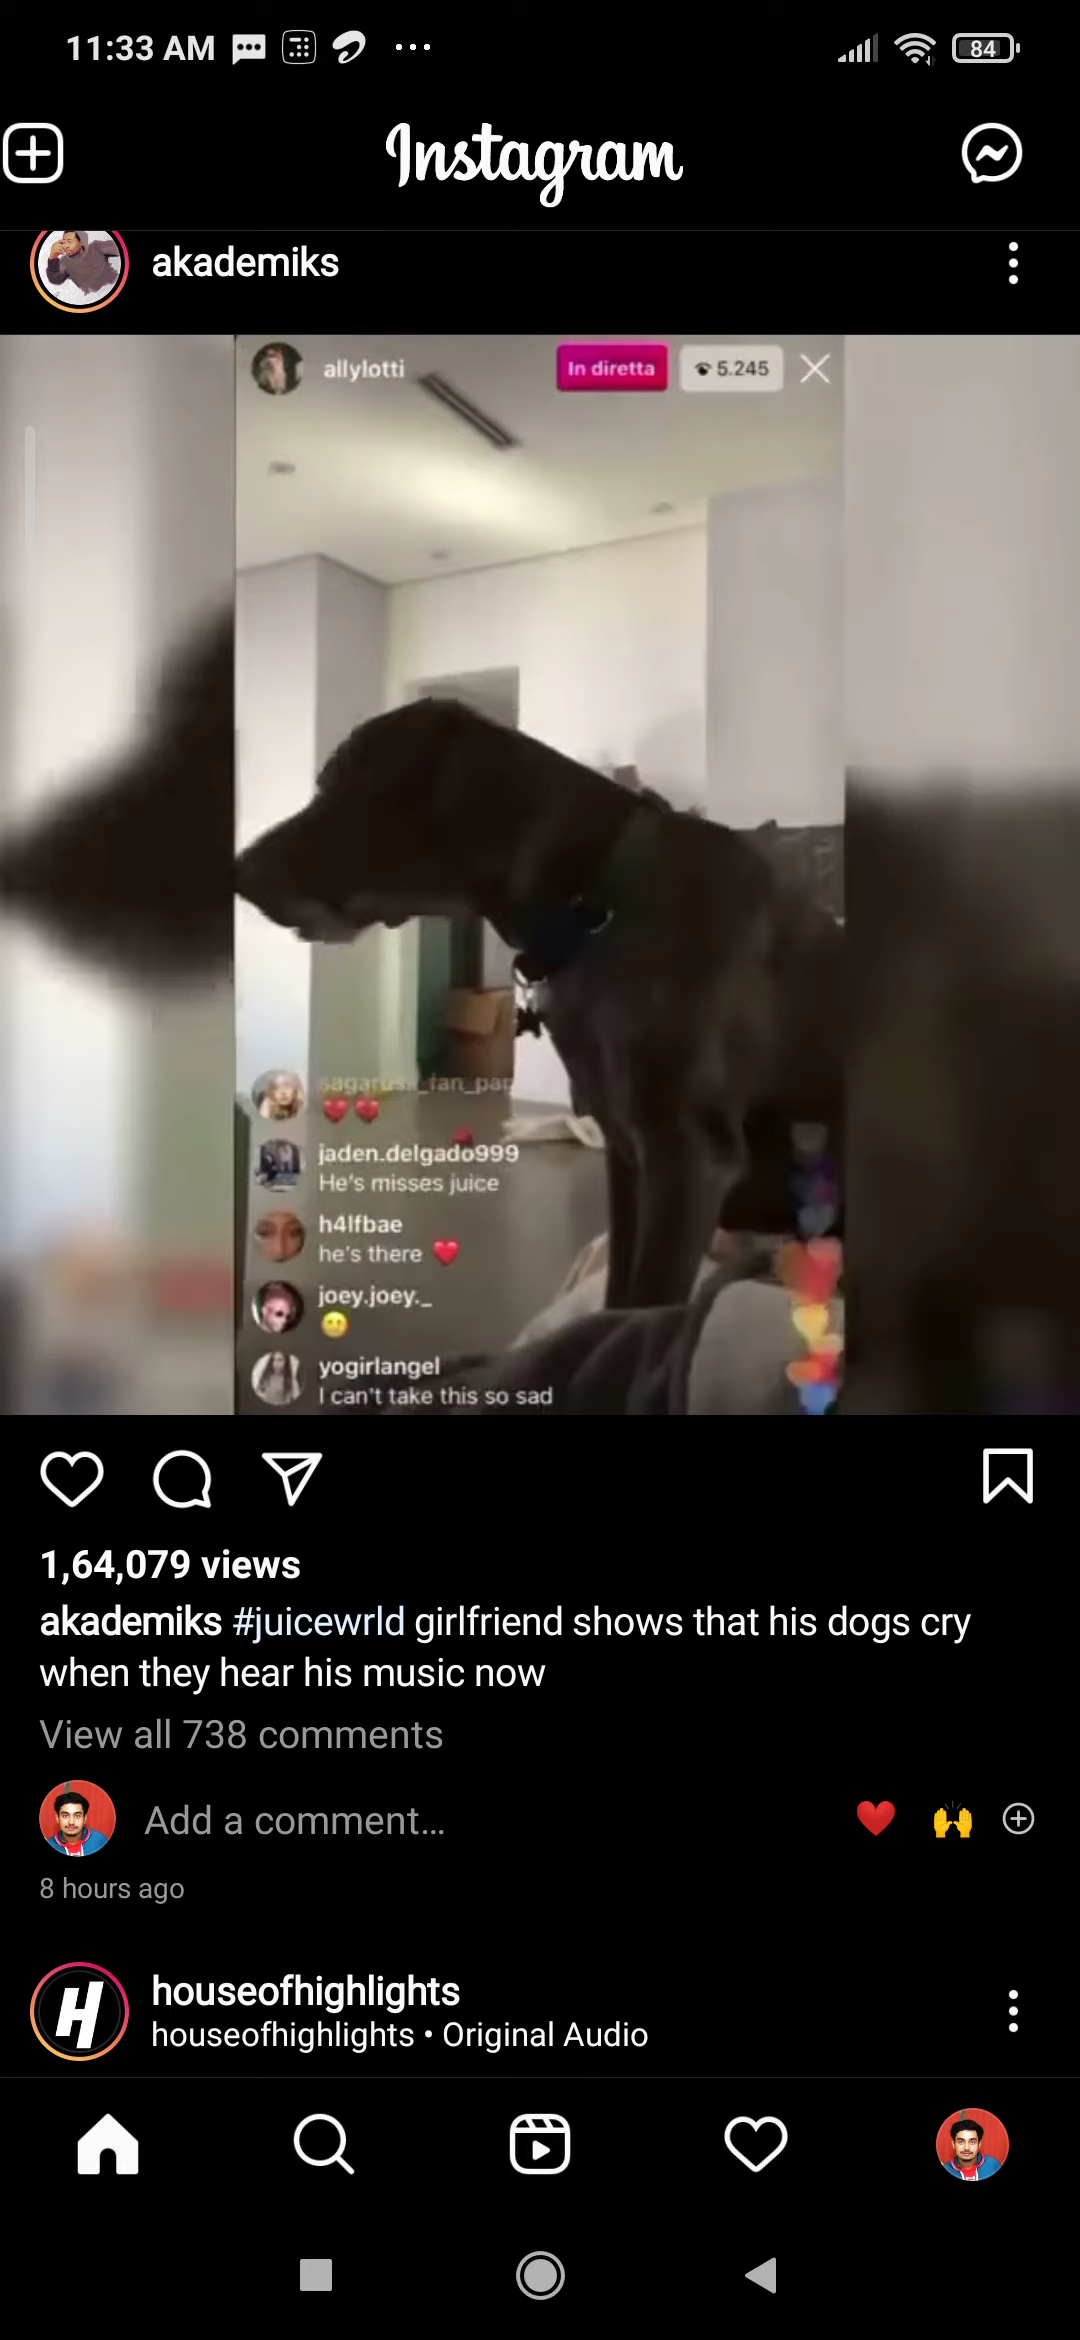 11:33 AM
84
Instagram
akademiks
allylotti
In diretta
5.245
jaden.delgado999
He's misses juice
h4lfbae
he's there ❤️
joey.joey._
yogirlangel
I can't take this so sad
1,64,079 views
akademiks #juicewrld girlfriend shows that his dogs cry
when they hear his music now
View all 738 comments
Add a comment...
8 hours ago
H
houseofhighlights
houseofhighlights • Original Audio